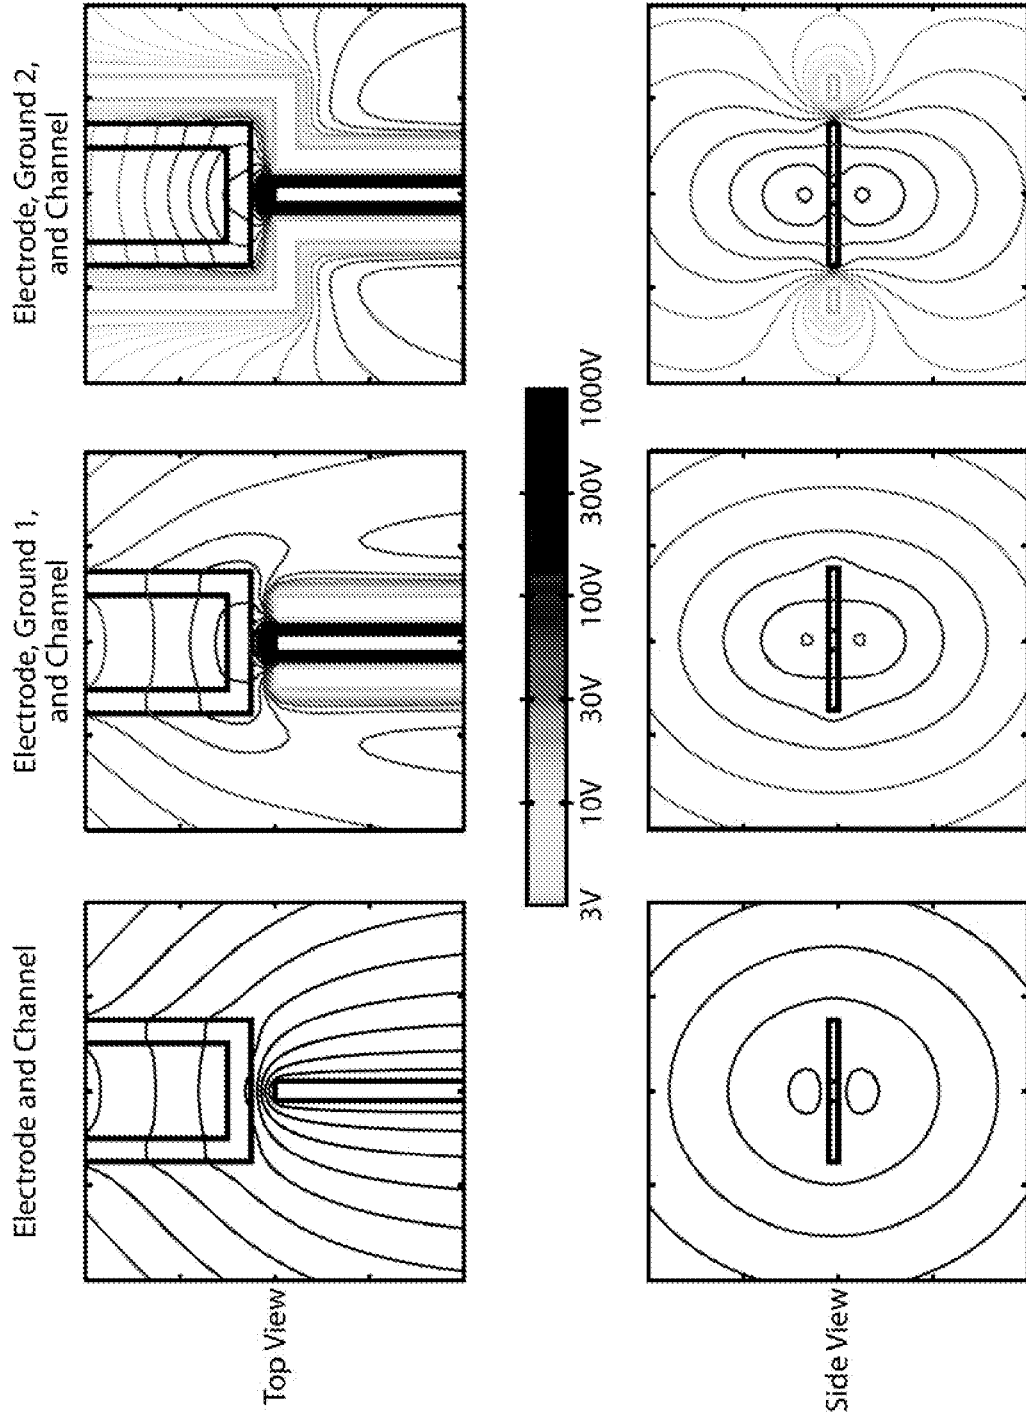 Electrode and Channel
Electrode, Ground 1,
and Channel
Electrode, Ground 2,
and Channel
Top View
3V 10V 30V 100V 300V 1000V
Side View